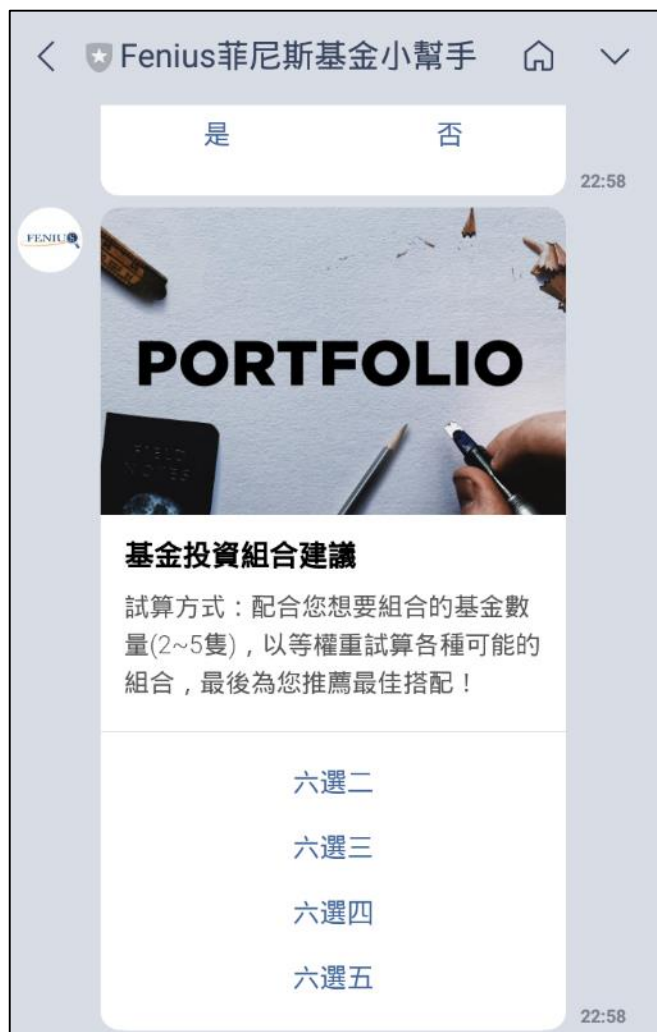 Fenius菲尼斯基金小幫手
是 否
22:58
FENIUS
PORTFOLIO
FIELD
NOTES
基金投資組合建議
試算方式：配合您想要組合的基金數
量(2~5隻)，以等權重試算各種可能的
組合，最後為您推薦最佳搭配！
六選二
六選三
六選四
六選五
22:58